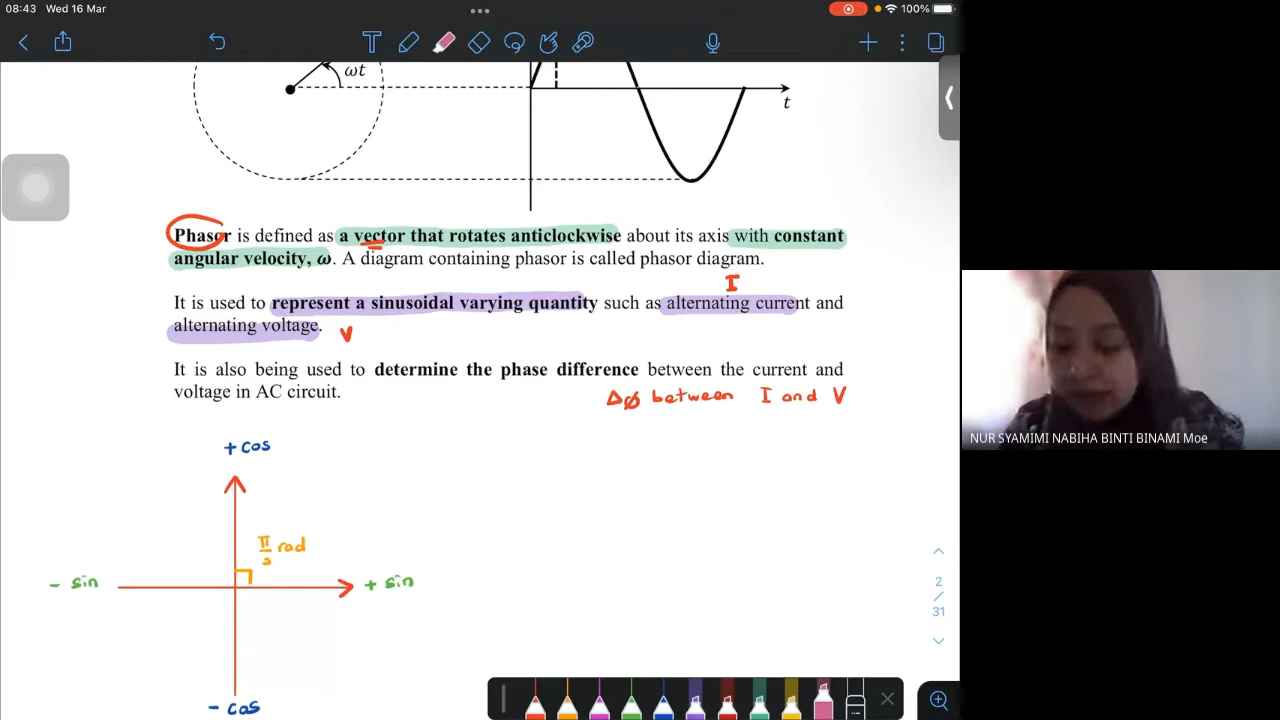 08:43 Wed 16 Mar
100%
T
ωt
t
Phasor is defined as a vector that rotates anticlockwise about its axis with constant
angular velocity, ω. A diagram containing phasor is called phasor diagram.
I
It is used to represent a sinusoidal varying quantity such as alternating current and
alternating voltage.
V
It is also being used to determine the phase difference between the current and
voltage in AC circuit.
Δø between I and V
+ cos
π/2 rad
- sin
+ sin
- cos
2
/
31
NUR SYAMIMI NABIHA BINTI BINAMI Moe